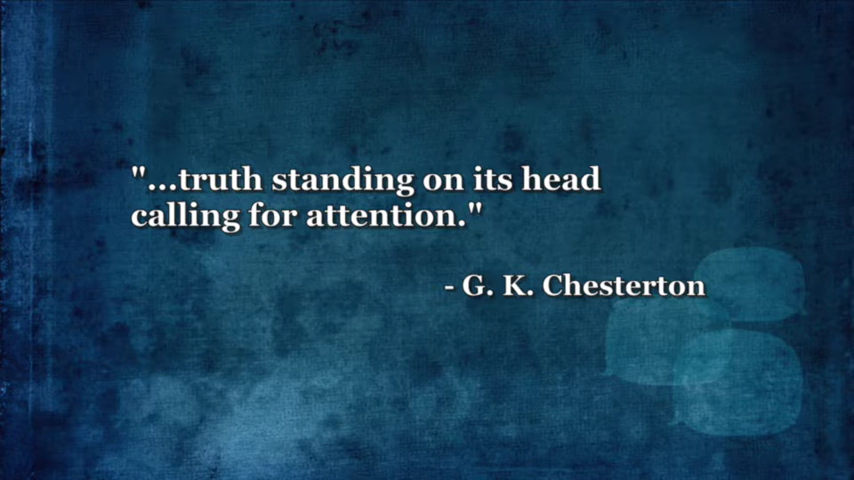 "...truth standing on its head
calling for attention."
- G. K. Chesterton